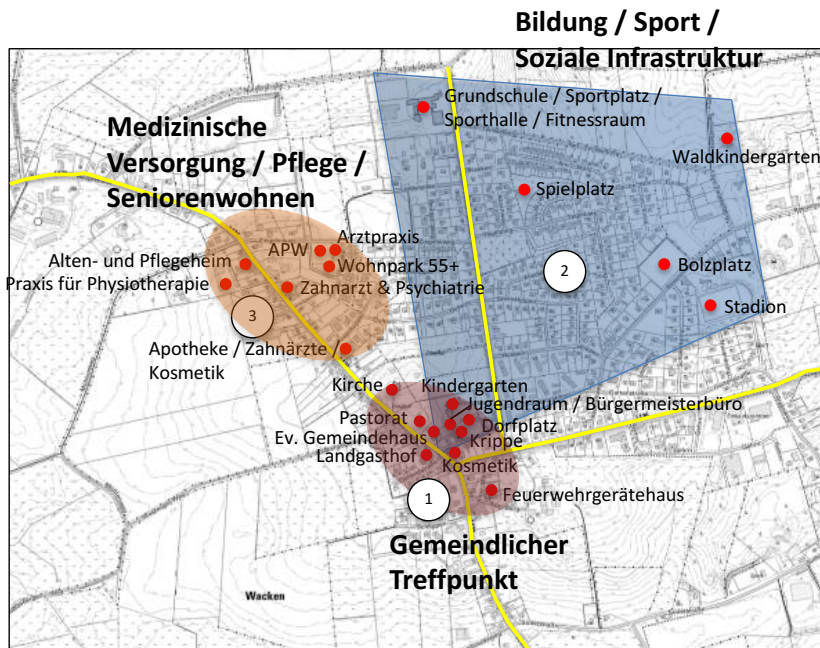 Bildung / Sport /
Soziale Infrastruktur
Grundschule / Sportplatz /
Sporthalle / Fitnessraum
Waldkindergarten
Medizinische
Versorgung / Pflege /
Seniorenwohnen
Spielplatz
Arztpraxis
APW
Alten- und Pflegeheim
Wohnpark 55+
Bolzplatz
2
Praxis für Physiotherapie
Zahnarzt & Psychiatrie
Stadion
3
Apotheke / Zahnärzte /
Kosmetik
Kirche
Kindergarten
Jugendraum / Bürgermeisterbüro
Pastorat
Dorfplatz
Ev. Gemeindehaus
Krippe
Landgasthof
Kosmetik
1
Feuerwehrgerätehaus
Gemeindlicher
Treffpunkt
Wacken